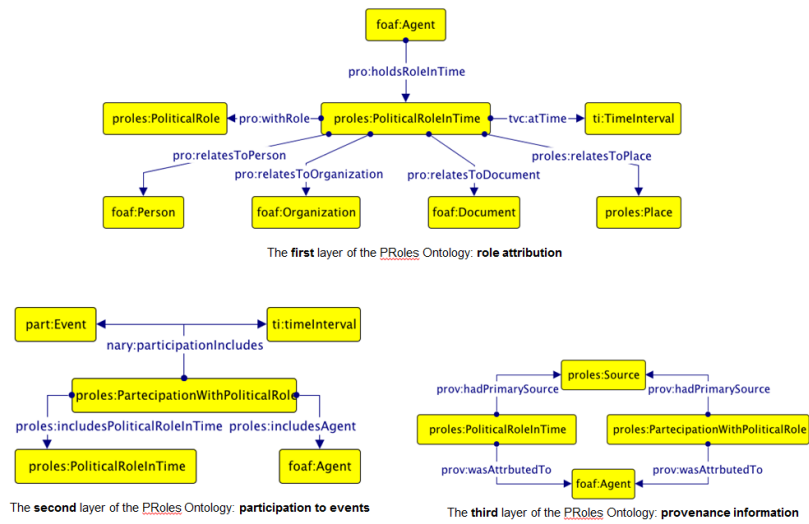 foaf:Agent
pro:holdsRoleInTime
proles:PoliticalRole
pro:withRole
proles:PoliticalRoleInTime
tvc:atTime
ti:TimeInterval
pro:relatesToPerson
proles:relatesToPlace
pro:relatesToOrganization
pro:relatesToDocument
foaf:Person
foaf:Organization
foaf:Document
proles:Place
The first layer of the PRoles Ontology: role attribution
part:Event
ti:timeInterval
nary:participationIncludes
proles:PartecipationWithPoliticalRole
proles:includesPoliticalRoleInTime
proles:includesAgent
proles:PoliticalRoleInTime
foaf:Agent
The second layer of the PRoles Ontology: participation to events
proles:Source
prov:hadPrimarySource
prov:hadPrimarySource
proles:PoliticalRoleInTime
proles:PartecipationWithPoliticalRole
prov:wasAttrbutedTo
prov:wasAttrbutedTo
foaf:Agent
The third layer of the PRoles Ontology: provenance information